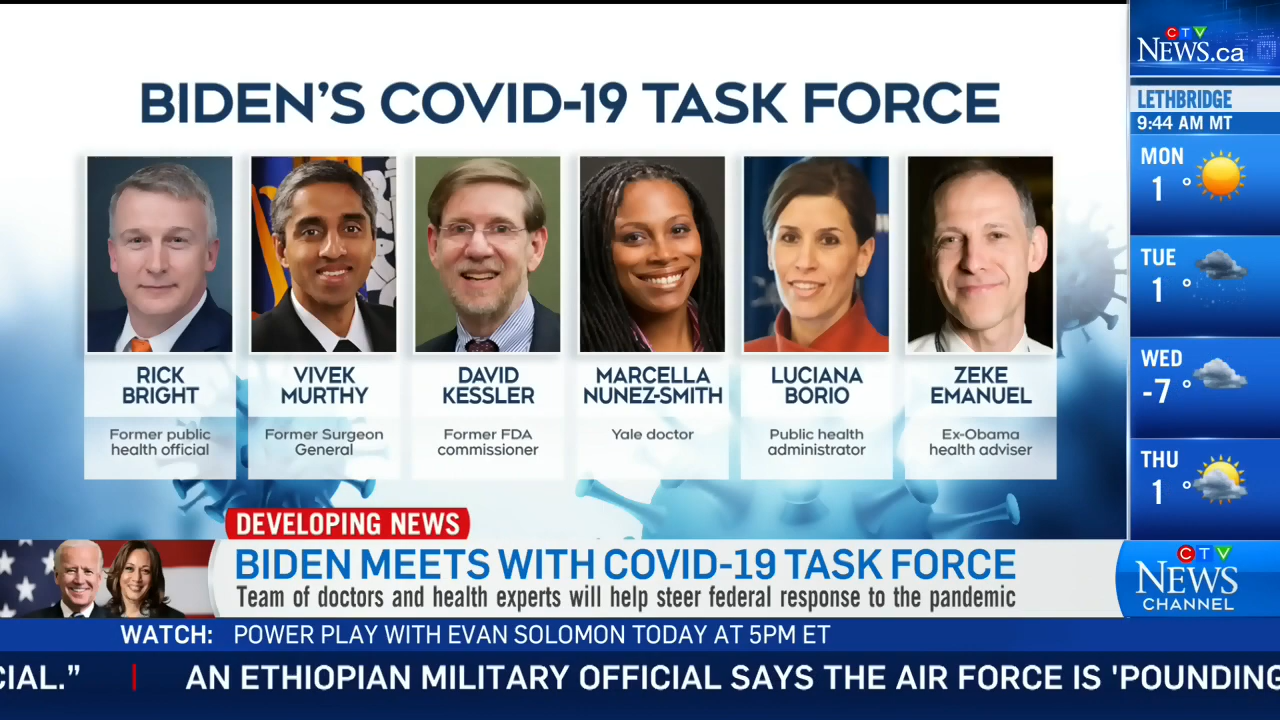 BIDEN'S COVID-19 TASK FORCE
RICK
BRIGHT
Former public
health official
VIVEK
MURTHY
Former Surgeon
General
DAVID
KESSLER
Former FDA
commissioner
MARCELLA
NUNEZ-SMITH
Yale doctor
LUCIANA
BORIO
Public health
administrator
ZEKE
EMANUEL
Ex-Obama
health adviser
DEVELOPING NEWS
BIDEN MEETS WITH COVID-19 TASK FORCE
Team of doctors and health experts will help steer federal response to the pandemic
WATCH: POWER PLAY WITH EVAN SOLOMON TODAY AT 5PM ET
CIAL.” | AN ETHIOPIAN MILITARY OFFICIAL SAYS THE AIR FORCE IS 'POUNDING
CTV
NEWS.ca
LETHBRIDGE
9:44 AM MT
MON
1 °
TUE
1 °
WED
-7 °
THU
1 °
CTV
NEWS
CHANNEL